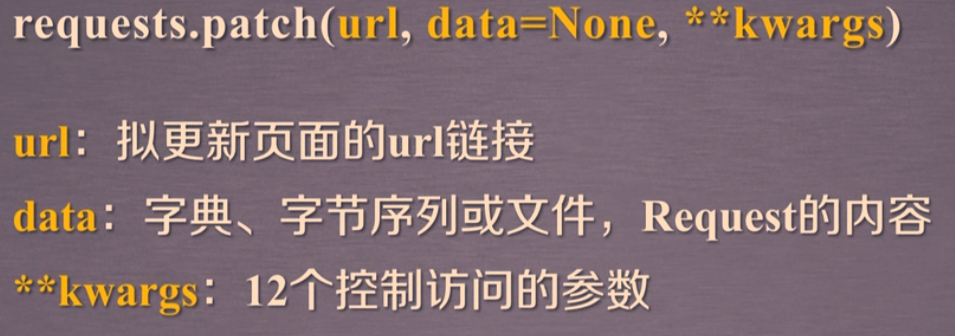 requests.patch(url, data=None, **kwargs)
url：拟更新页面的url链接
data：字典、字节序列或文件，Request的内容
**kwargs：12个控制访问的参数